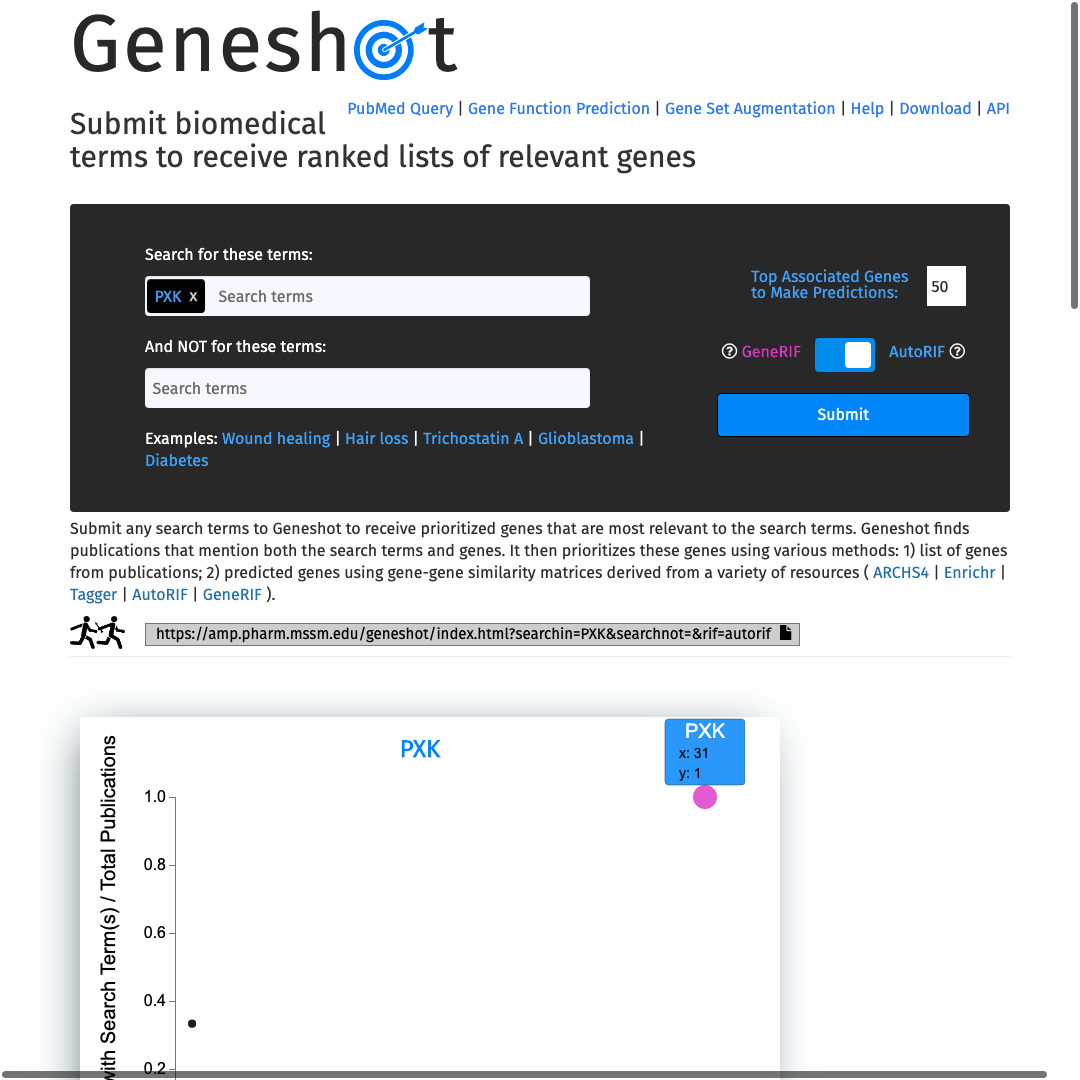 Geneshot
PubMed Query | Gene Function Prediction | Gene Set Augmentation | Help | Download | API
Submit biomedical
terms to receive ranked lists of relevant genes
Search for these terms:
PXK x Search terms
And NOT for these terms:
Search terms
Examples: Wound healing | Hair loss | Trichostatin A | Glioblastoma |
Diabetes
Top Associated Genes
to Make Predictions:
50
GeneRIF
AutoRIF
Submit
Submit any search terms to Geneshot to receive prioritized genes that are most relevant to the search terms. Geneshot finds
publications that mention both the search terms and genes. It then prioritizes these genes using various methods: 1) list of genes
from publications; 2) predicted genes using gene-gene similarity matrices derived from a variety of resources ( ARCHS4 | Enrichr |
Tagger | AutoRIF | GeneRIF ).
https://amp.pharm.mssm.edu/geneshot/index.html?searchin=PXK&searchnot=&rif=autorif
PXK
PXK
x: 31
y: 1
with Search Term(s) / Total Publications
1.0
0.8
0.6
0.4
0.2